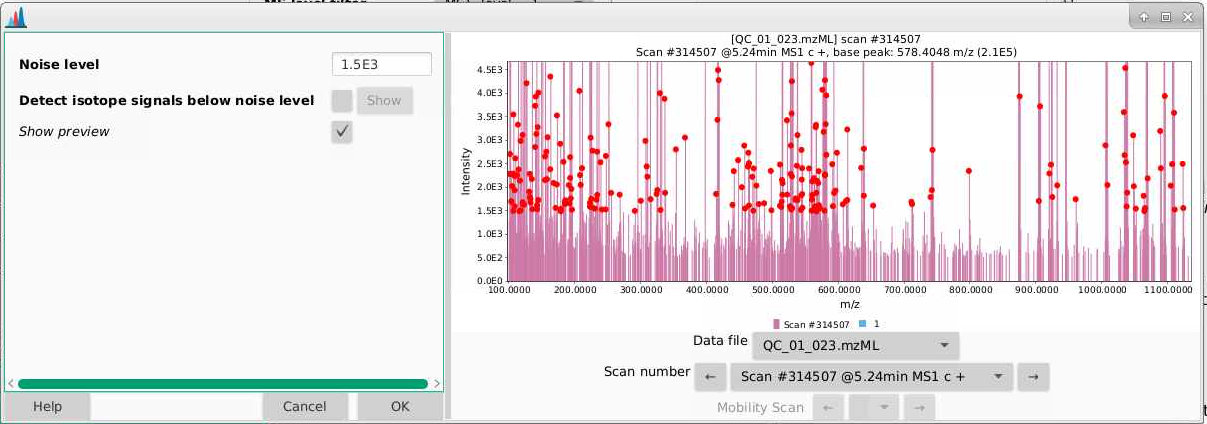 Noise level
1.5E3
Detect isotope signals below noise level
Show
Show preview
Help
Cancel
OK
[QC_01_023.mzML] scan #314507
Scan #314507 @5.24min MS1 c +, base peak: 578.4048 m/z (2.1E5)
Intensity
4.5E3
4.0E3
3.5E3
3.0E3
2.5E3
2.0E3
1.5E3
1.0E3
5.0E2
0.0E0
100.0000 200.0000 300.0000 400.0000 500.0000 600.0000 700.0000 800.0000 900.0000 1000.0000 1100.0000
m/z
Scan #314507 1
Data file QC_01_023.mzML
Scan number ← Scan #314507 @5.24min MS1 c + →
Mobility Scan ← →